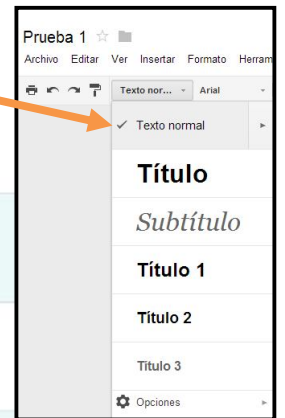 Prueba 1
Archivo Editar Ver Insertar Formato Herram
Texto nor... Arial
Texto normal
Título
Subtítulo
Título 1
Título 2
Título 3
Opciones